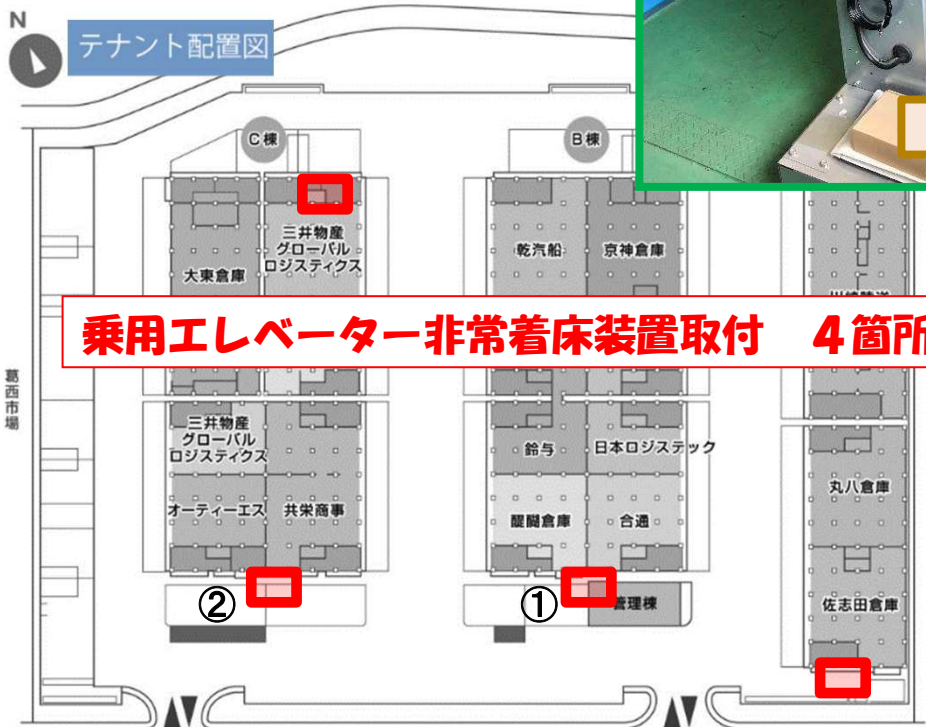 N
テナント配置図
C棟
B棟
三井物産
グローバル
ロジスティクス
大東倉庫
乾汽船
京神倉庫
乗用エレベーター非常着床装置取付　４箇所
葛西市場
三井物産
グローバル
ロジスティクス
鈴与
日本ロジステック
丸八倉庫
オーティーエス
共栄商事
醍醐倉庫
合通
②
①
管理棟
佐志田倉庫